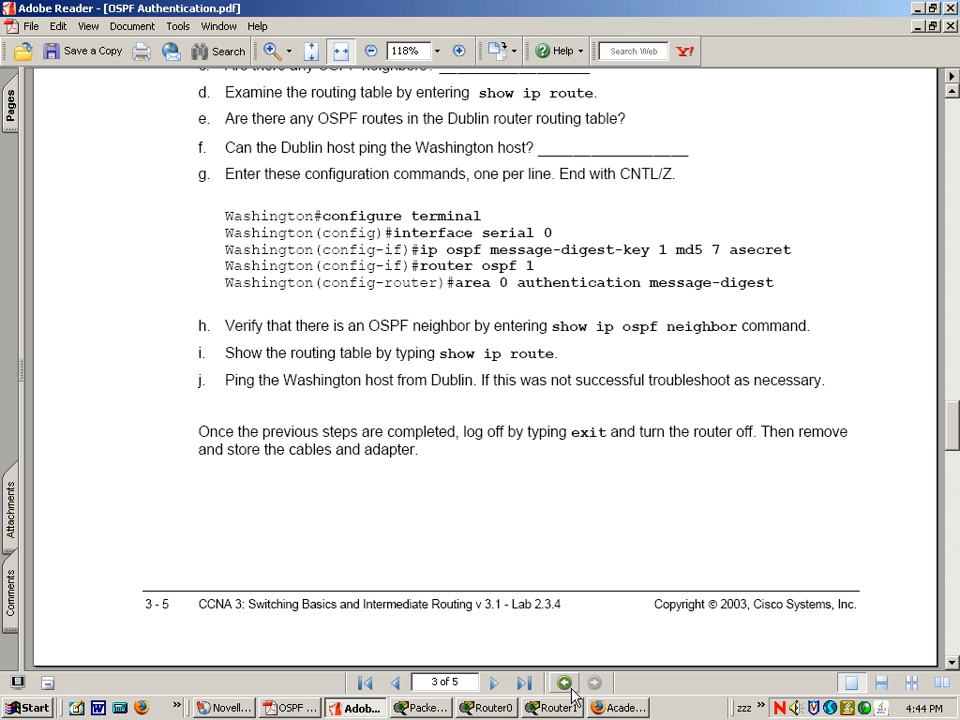 Adobe Reader - [OSPF Authentication.pdf]
File Edit View Document Tools Window Help
Save a Copy Search 118% Help Search Web Y!
Pages
d. Examine the routing table by entering show ip route.
e. Are there any OSPF routes in the Dublin router routing table?
f. Can the Dublin host ping the Washington host? ___________________
g. Enter these configuration commands, one per line. End with CNTL/Z.
Washington#configure terminal
Washington(config)#interface serial 0
Washington(config-if)#ip ospf message-digest-key 1 md5 7 asecret
Washington(config-if)#router ospf 1
Washington(config-router)#area 0 authentication message-digest
h. Verify that there is an OSPF neighbor by entering show ip ospf neighbor command.
i. Show the routing table by typing show ip route.
j. Ping the Washington host from Dublin. If this was not successful troubleshoot as necessary.
Once the previous steps are completed, log off by typing exit and turn the router off. Then remove
and store the cables and adapter.
Attachments
Comments
3 - 5 CCNA 3: Switching Basics and Intermediate Routing v 3.1 - Lab 2.3.4 Copyright © 2003, Cisco Systems, Inc.
3 of 5
Start » Novell... OSPF ... Adob... Packe... Router0 Router1 Acade... zzz » 4:44 PM